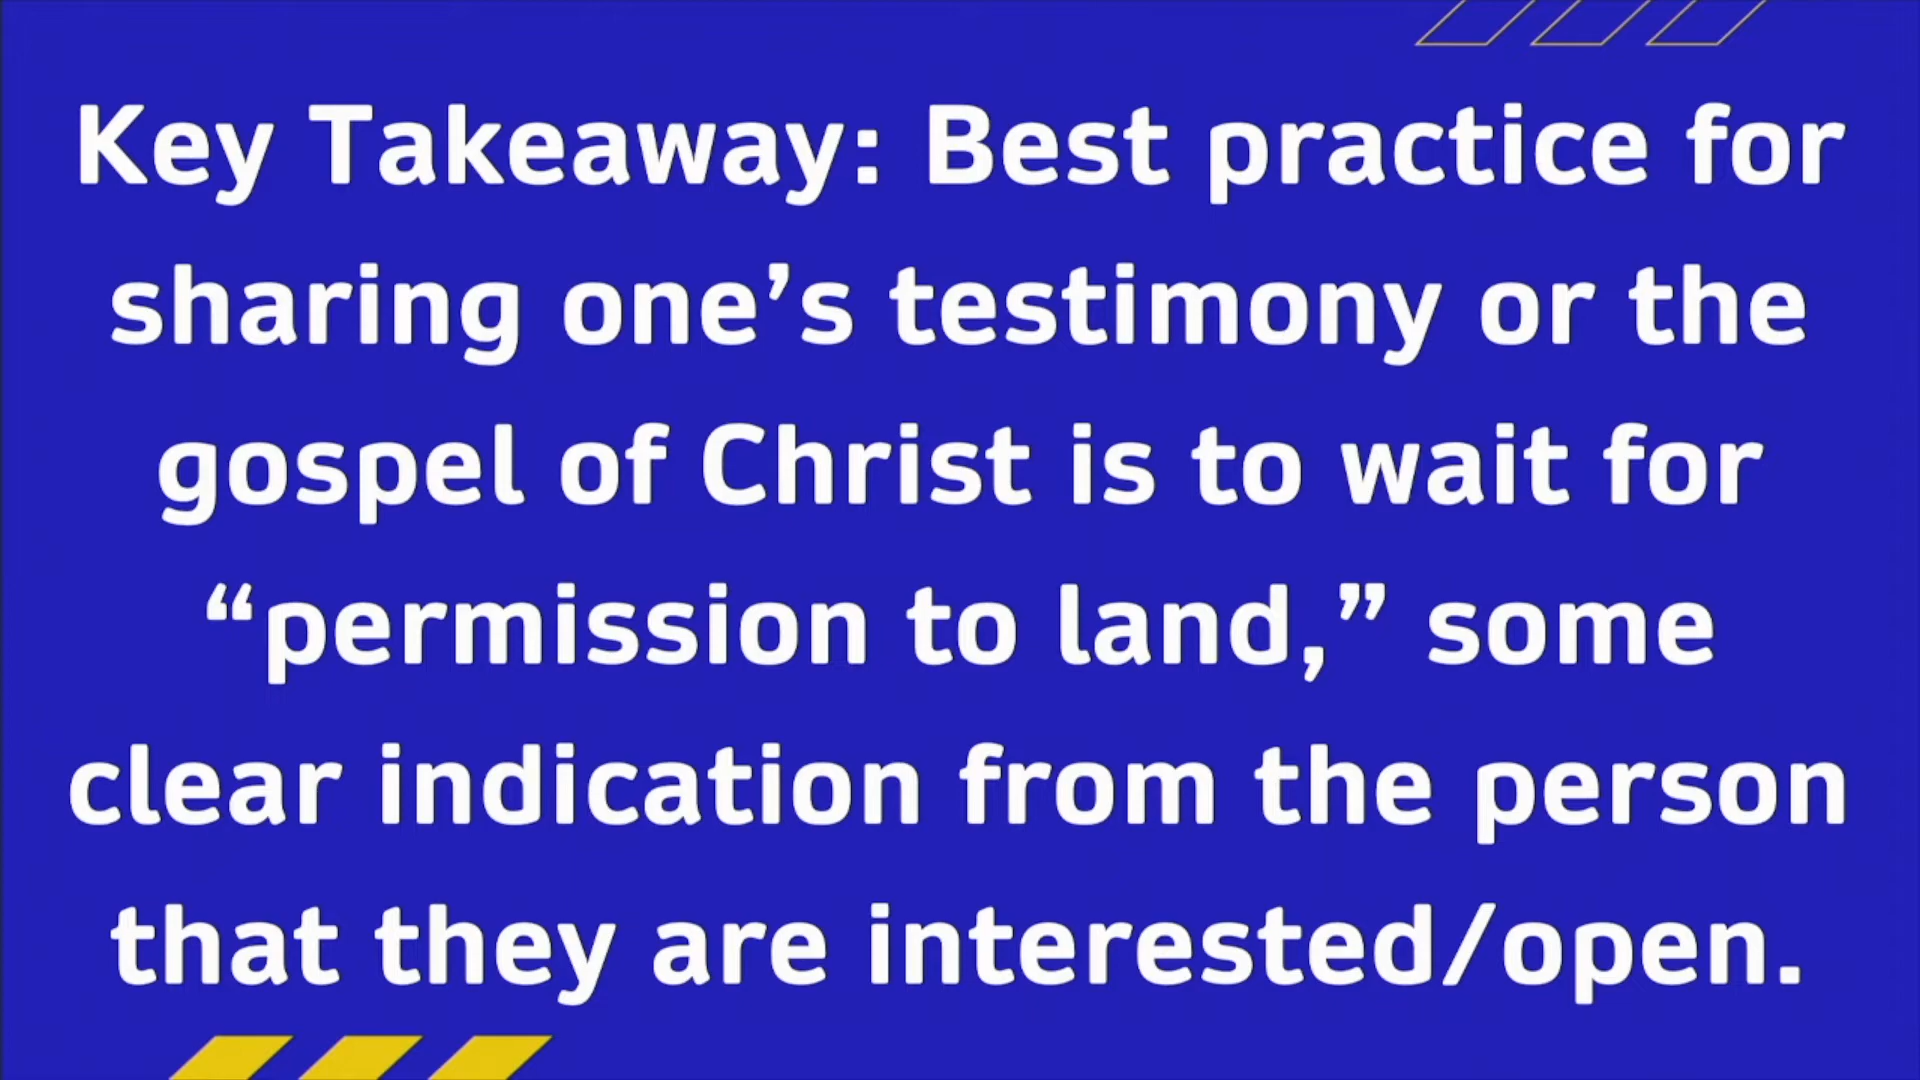 Key Takeaway: Best practice for
sharing one’s testimony or the
gospel of Christ is to wait for
“permission to land,” some
clear indication from the person
that they are interested/open.